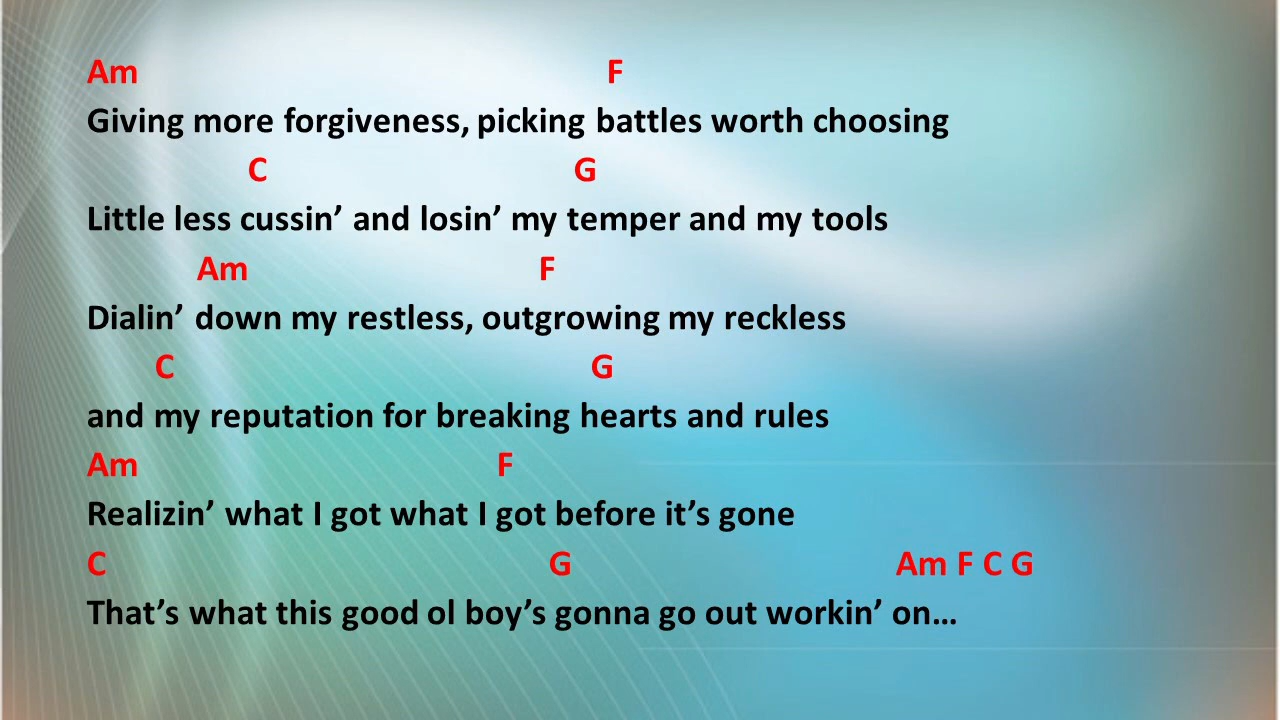 Am F
Giving more forgiveness, picking battles worth choosing
C G
Little less cussin’ and losin’ my temper and my tools
Am F
Dialin’ down my restless, outgrowing my reckless
C G
and my reputation for breaking hearts and rules
Am F
Realizin’ what I got what I got before it’s gone
C G Am F C G
That’s what this good ol boy’s gonna go out workin’ on…